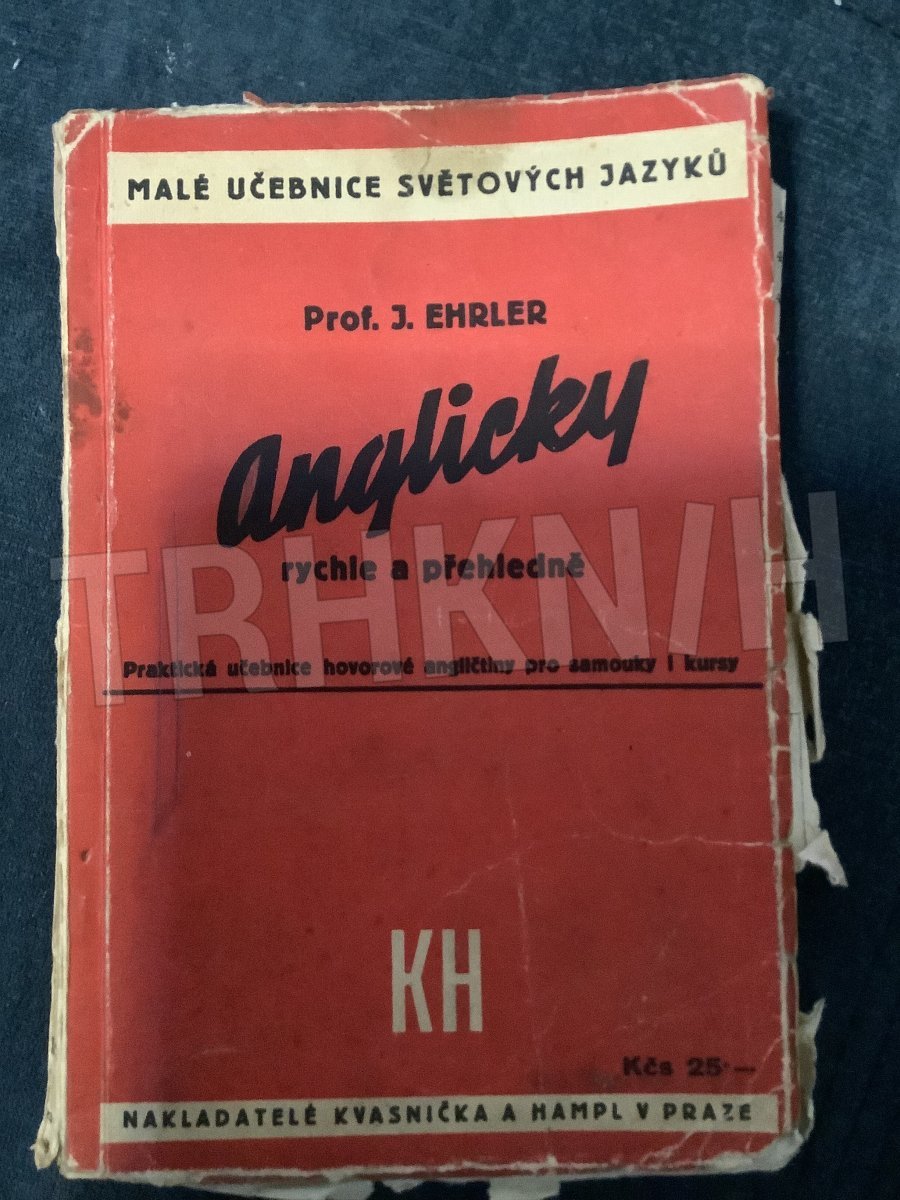 MALÉ UČEBNICE SVĚTOVÝCH JAZYKŮ
Prof. J. EHRLER
Anglicky
rychle a přehledně
TRHKN/H
Praktická učebnice hovorové angličtiny pro samouky i kursy
KH
Kčs 25·—
NAKLADATELÉ KVASNIČKA A HAMPL V PRAZE